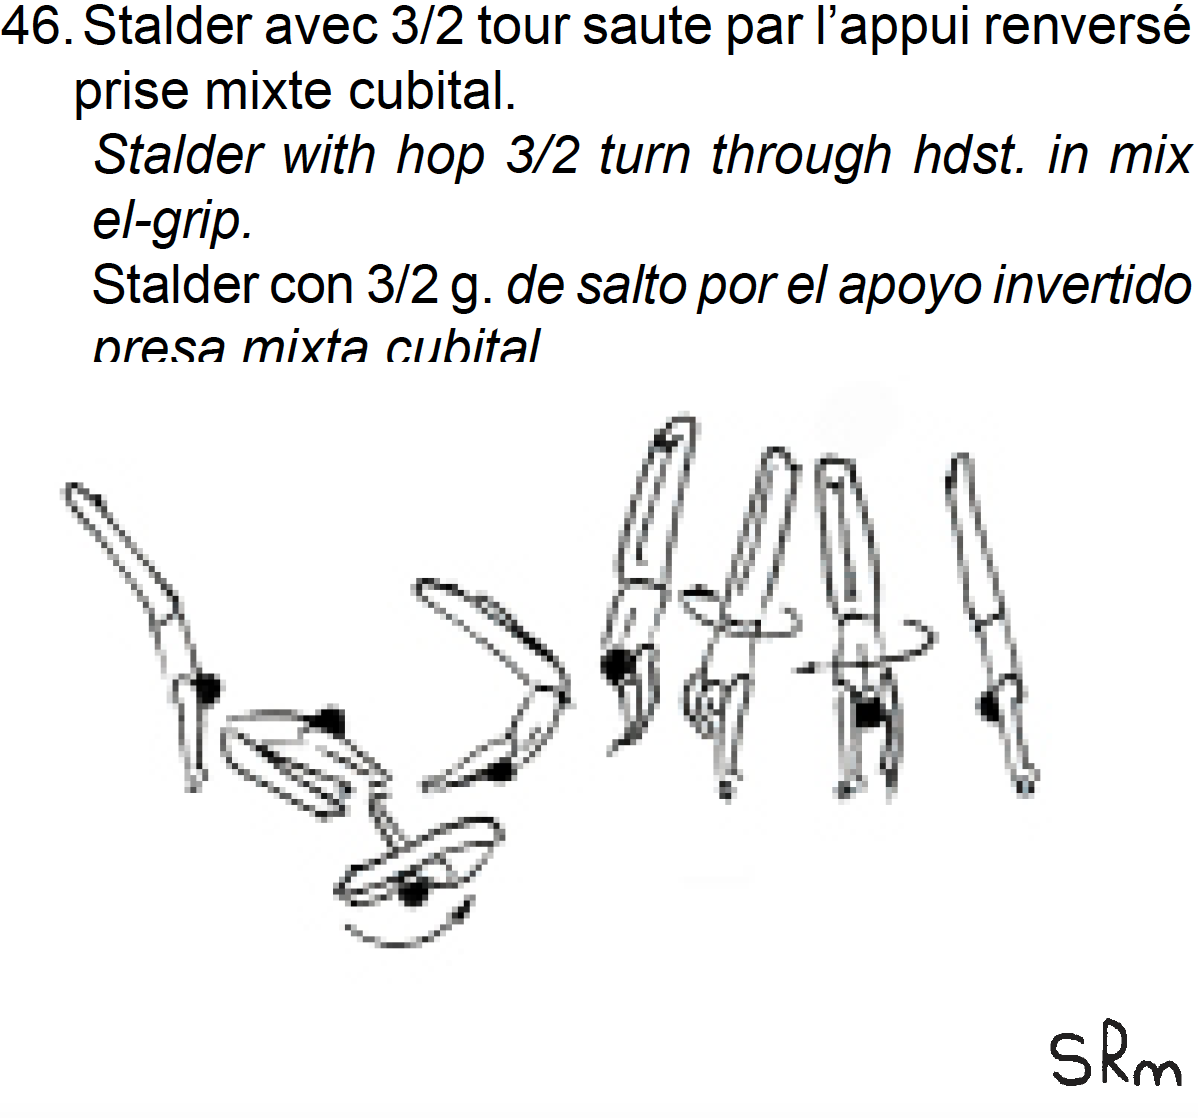 46. Stalder avec 3/2 tour saute par l'appui renversé
prise mixte cubital.
Stalder with hop 3/2 turn through hdst. in mix
el-grip.
Stalder con 3/2 g. de salto por el apoyo invertido
presa mixta cubital
SRm